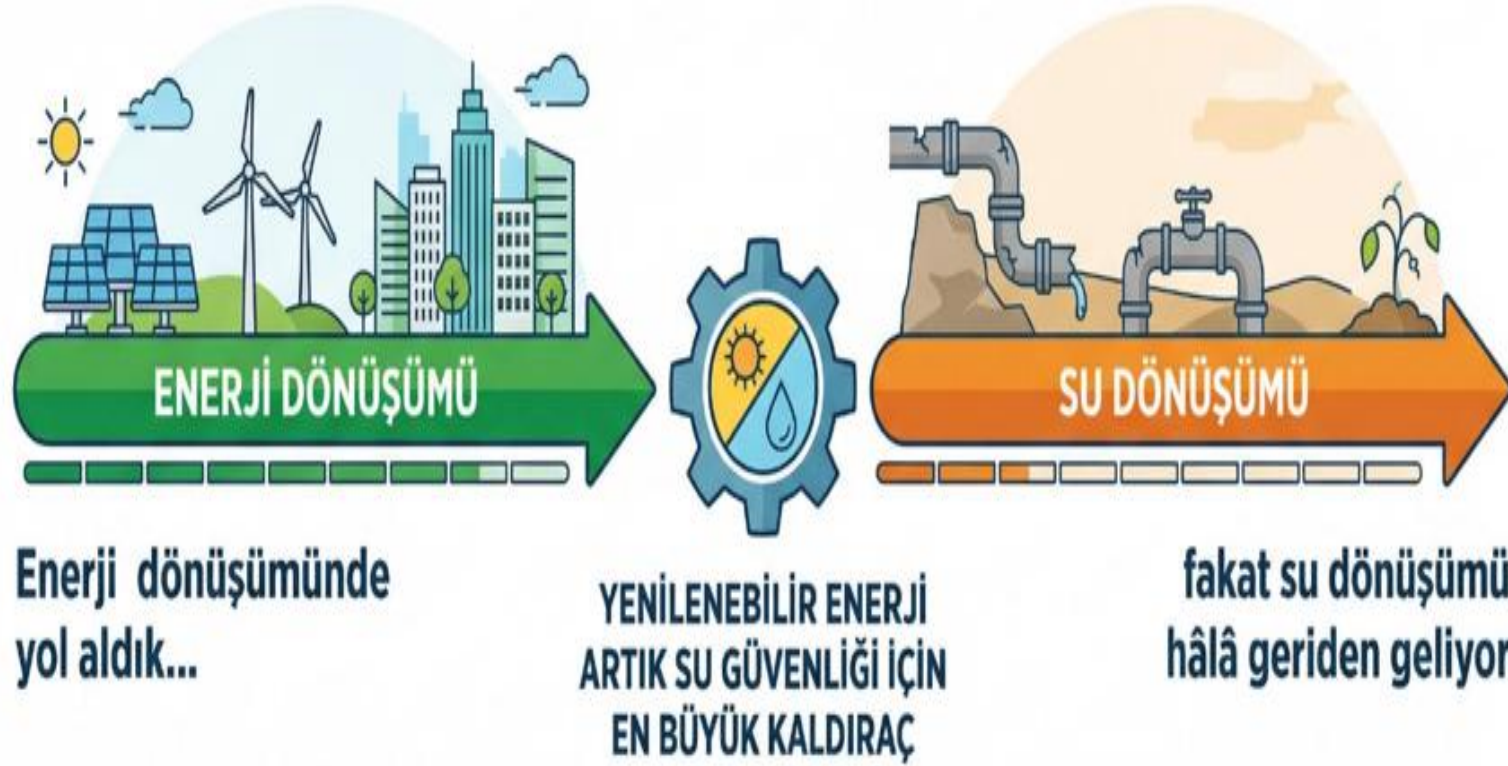 ENERJİ DÖNÜŞÜMÜ
SU DÖNÜŞÜMÜ
Enerji dönüşümünde
yol aldık...
YENİLENEBİLİR ENERJİ
ARTIK SU GÜVENLİĞİ İÇİN
EN BÜYÜK KALDIRAÇ
fakat su dönüşümü
hâlâ geriden geliyor